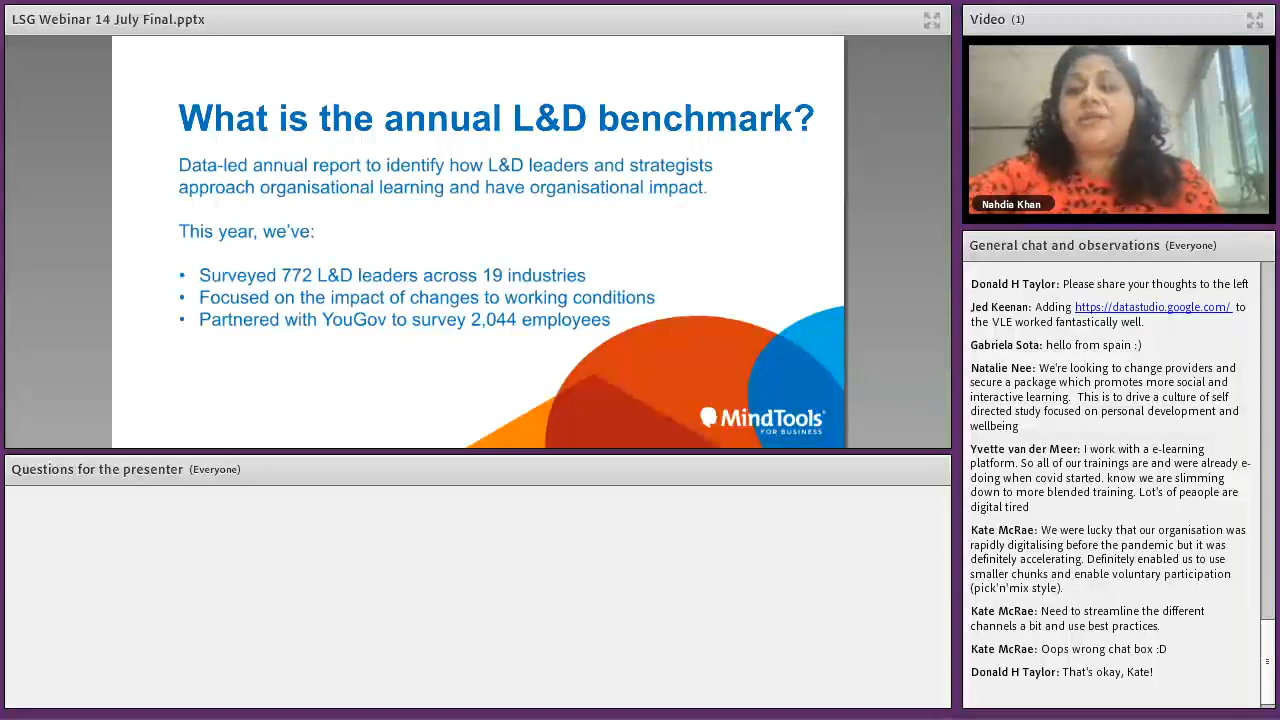 LSG Webinar 14 July Final.pptx
What is the annual L&D benchmark?
Data-led annual report to identify how L&D leaders and strategists
approach organisational learning and have organisational impact.
This year, we've:
• Surveyed 772 L&D leaders across 19 industries
• Focused on the impact of changes to working conditions
• Partnered with YouGov to survey 2,044 employees
MindTools
FOR BUSINESS
Questions for the presenter (Everyone)
Video (1)
Nahdia Khan
General chat and observations (Everyone)
Donald H Taylor: Please share your thoughts to the left
Jed Keenan: Adding https://datastudio.google.com/ to
the VLE worked fantastically well.
Gabriela Sota: hello from spain :)
Natalie Nee: We're looking to change providers and
secure a package which promotes more social and
interactive learning. This is to drive a culture of self
directed study focused on personal development and
wellbeing
Yvette van der Meer: I work with a e-learning
platform. So all of our trainings are and were already e-
doing when covid started. know we are slimming
down to more blended training. Lot's of peaople are
digital tired
Kate McRae: We were lucky that our organisation was
rapidly digitalising before the pandemic but it was
definitely accelerating. Definitely enabled us to use
smaller chunks and enable voluntary participation
(pick'n'mix style).
Kate McRae: Need to streamline the different
channels a bit and use best practices.
Kate McRae: Oops wrong chat box :D
Donald H Taylor: That's okay, Kate!